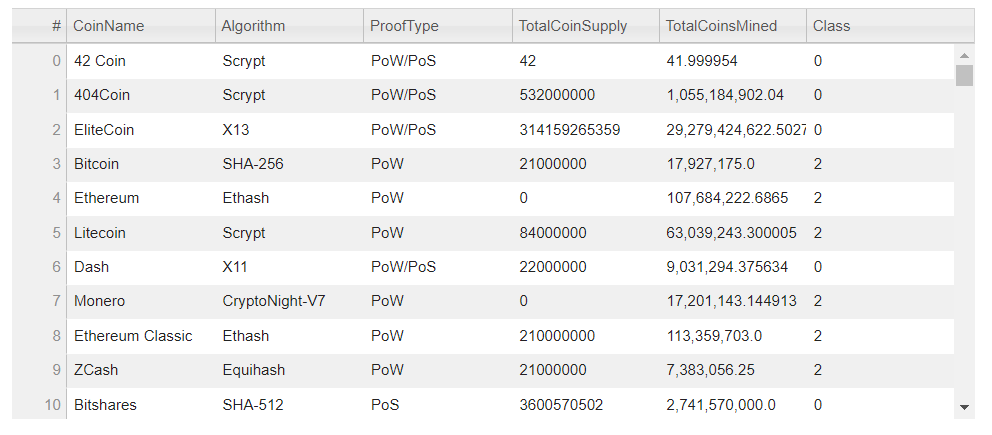 # CoinName Algorithm ProofType TotalCoinSupply TotalCoinsMined Class
0 42 Coin Scrypt PoW/PoS 42 41.999954 0
1 404Coin Scrypt PoW/PoS 532000000 1,055,184,902.04 0
2 EliteCoin X13 PoW/PoS 314159265359 29,279,424,622.5027 0
3 Bitcoin SHA-256 PoW 21000000 17,927,175.0 2
4 Ethereum Ethash PoW 0 107,684,222.6865 2
5 Litecoin Scrypt PoW 84000000 63,039,243.300005 2
6 Dash X11 PoW/PoS 22000000 9,031,294.375634 0
7 Monero CryptoNight-V7 PoW 0 17,201,143.144913 2
8 Ethereum Classic Ethash PoW 210000000 113,359,703.0 2
9 ZCash Equihash PoW 21000000 7,383,056.25 2
10 Bitshares SHA-512 PoS 3600570502 2,741,570,000.0 0